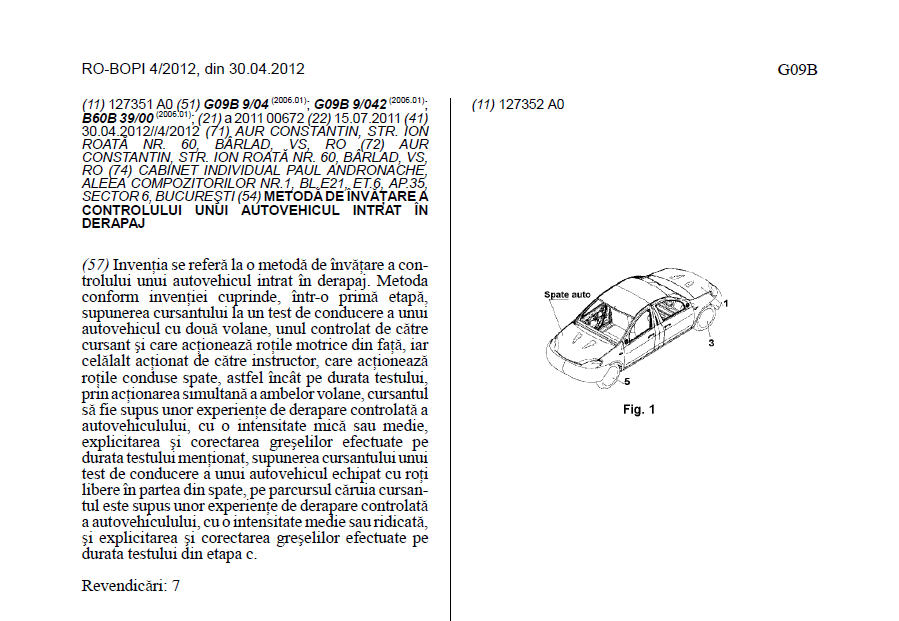 RO-BOPI 4/2012, din 30.04.2012
G09B
(11) 127351 A0 (51) G09B 9/04 (2006.01); G09B 9/042 (2006.01);
B60B 39/00 (2006.01); (21) a 2011 00672 (22) 15.07.2011 (41)
30.04.2012//4/2012 (71) AUR CONSTANTIN, STR. ION
ROATĂ NR. 60, BÂRLAD, VS, RO (72) AUR
CONSTANTIN, STR. ION ROATĂ NR. 60, BÂRLAD, VS,
RO (74) CABINET INDIVIDUAL PAUL ANDRONACHE,
ALEEA COMPOZITORILOR NR.1, BL.E21, ET.6, AP.35,
SECTOR 6, BUCUREŞTI (54) METODĂ DE ÎNVĂŢARE A
CONTROLULUI UNUI AUTOVEHICUL INTRAT ÎN
DERAPAJ
(57) Invenţia se referă la o metodă de învăţare a con-
trolului unui autovehicul intrat în derapaj. Metoda
conform invenţiei cuprinde, într-o primă etapă,
supunerea cursantului la un test de conducere a unui
autovehicul cu două volane, unul controlat de către
cursant şi care acţionează roţile motrice din faţă, iar
celălalt acţionat de către instructor, care acţionează
roţile conduse spate, astfel încât pe durata testului,
prin acţionarea simultană a ambelor volane, cursantul
să fie supus unor experienţe de derapare controlată a
autovehiculului, cu o intensitate mică sau medie,
explicitarea şi corectarea greşelilor efectuate pe
durata testului menţionat, supunerea cursantului unui
test de conducere a unui autovehicul echipat cu roţi
libere în partea din spate, pe parcursul căruia cursan-
tul este supus unor experienţe de derapare controlată
a autovehiculului, cu o intensitate medie sau ridicată,
şi explicitarea şi corectarea greşelilor efectuate pe
durata testului din etapa c.
Revendicări: 7
(11) 127352 A0
Spate auto
1
3
5
Fig. 1